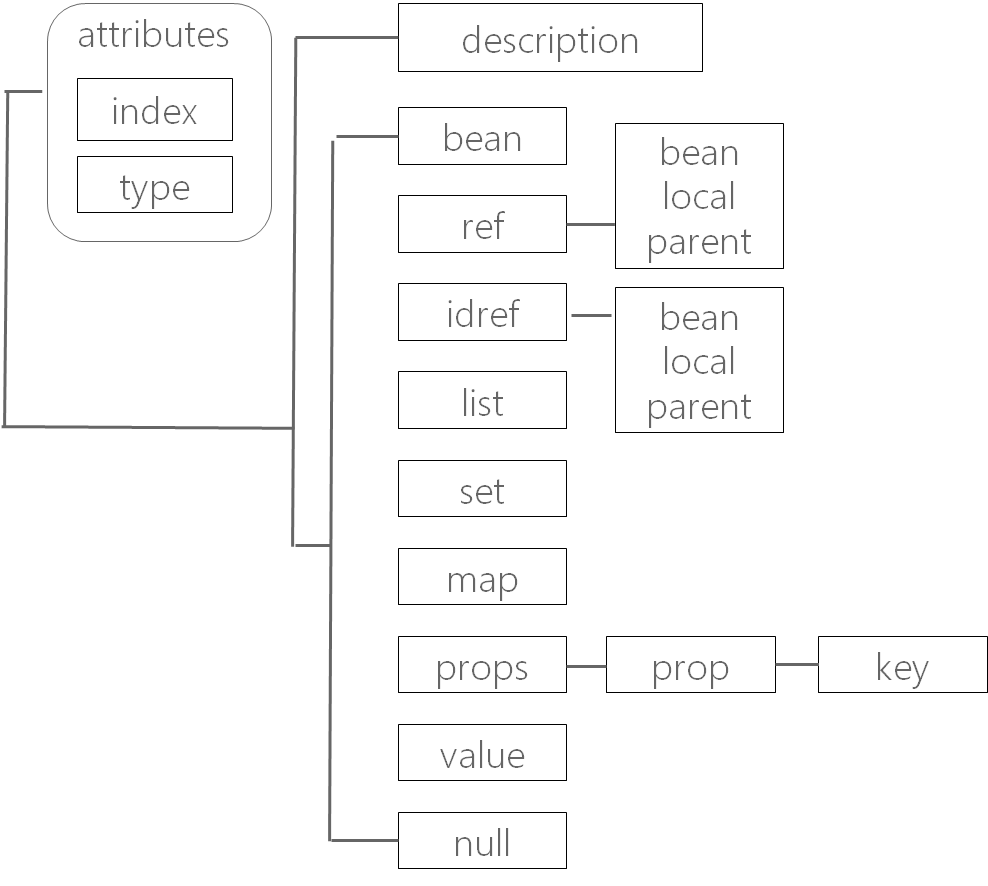 attributes
index
type
description
bean
ref
bean
local
parent
idref
bean
local
parent
list
set
map
props
prop
key
value
null